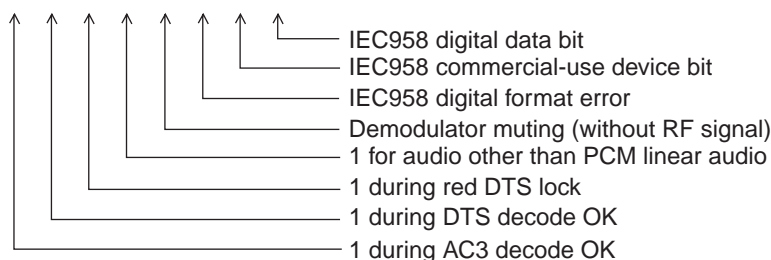 IEC958 digital data bit
IEC958 commercial-use device bit
IEC958 digital format error
Demodulator muting (without RF signal)
1 for audio other than PCM linear audio
1 during red DTS lock
1 during DTS decode OK
1 during AC3 decode OK